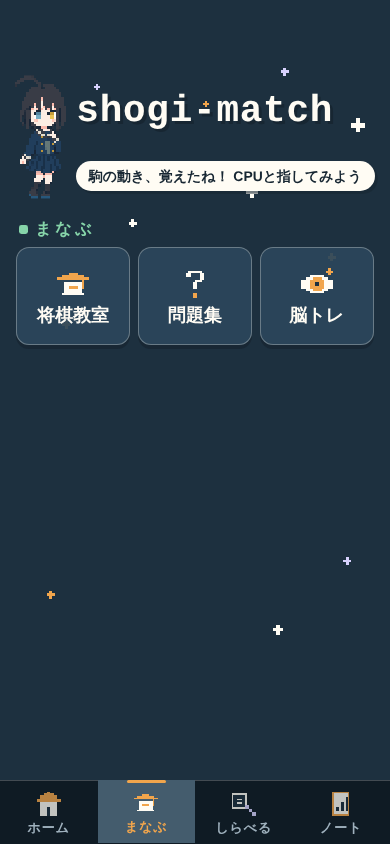 shogi-match
駒の動き、覚えたね！ CPUと指してみよう
まなぶ
将棋教室
問題集
脳トレ
ホーム
まなぶ
しらべる
ノート